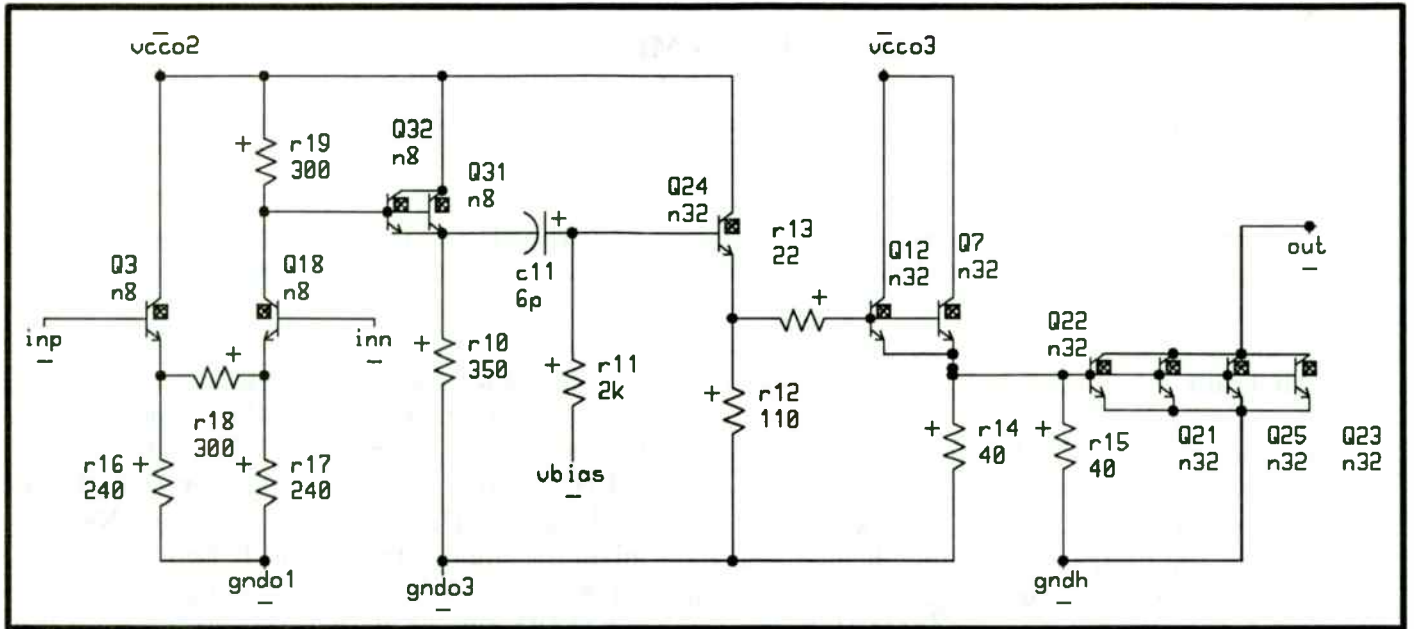 vcco2
vcco3
r19
300
Q32
n8
Q31
n8
Q24
n32
r13
22
Q12
n32
Q7
n32
out
Q3
n8
Q18
n8
c11
6p
inp
inn
r18
300
r10
350
r11
2k
r12
110
Q22
n32
r16
240
r17
240
vbias
r14
40
r15
40
Q21
n32
Q25
n32
Q23
n32
gndo1
gndo3
gndh